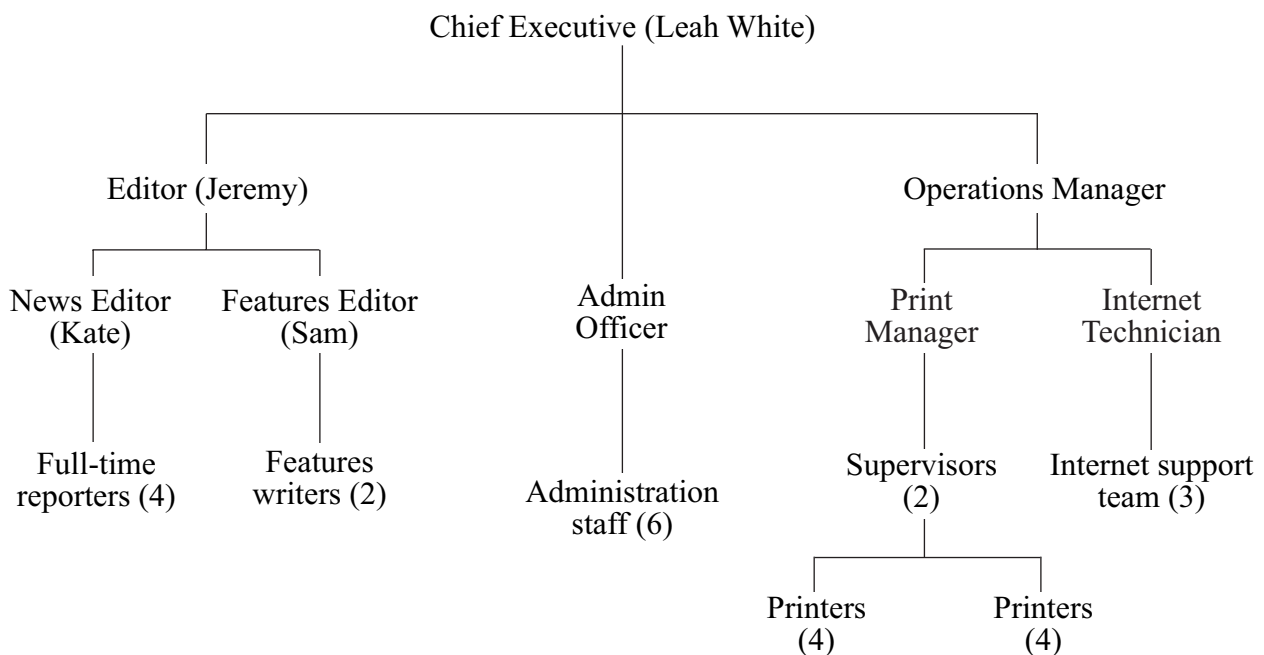 Chief Executive (Leah White)
Editor (Jeremy)
Operations Manager
News Editor
(Kate)
Features Editor
(Sam)
Admin
Officer
Print
Manager
Internet
Technician
Full-time
reporters (4)
Features
writers (2)
Administration
staff (6)
Supervisors
(2)
Internet support
team (3)
Printers
(4)
Printers
(4)